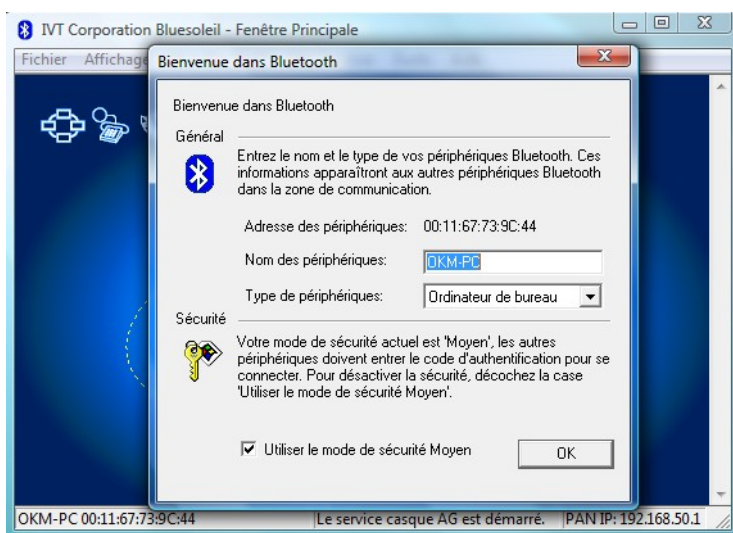 IVT Corporation Bluesoleil - Fenêtre Principale
Fichier Affichage
Bienvenue dans Bluetooth
Bienvenue dans Bluetooth
Général
Entrez le nom et le type de vos périphériques Bluetooth. Ces
informations apparaîtront aux autres périphériques Bluetooth
dans la zone de communication.
Adresse des périphériques: 00:11:67:73:9C:44
Nom des périphériques: OKM-PC
Type de périphériques: Ordinateur de bureau
Sécurité
Votre mode de sécurité actuel est 'Moyen', les autres
périphériques doivent entrer le code d'authentification pour se
connecter. Pour désactiver la sécurité, décochez la case
'Utiliser le mode de sécurité Moyen'.
Utiliser le mode de sécurité Moyen OK
OKM-PC 00:11:67:73:9C:44 Le service casque AG est démarré. PAN IP: 192.168.50.1